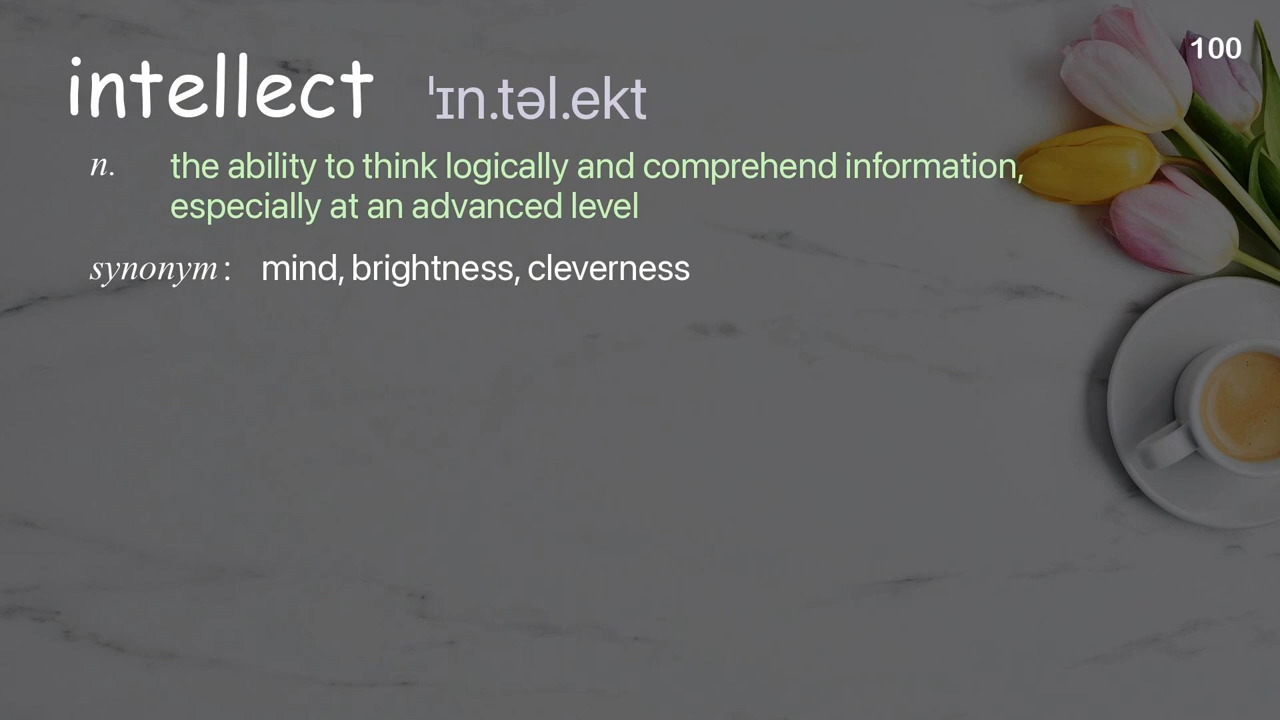 100
intellect ˈɪn.təl.ekt
n. the ability to think logically and comprehend information,
especially at an advanced level
synonym: mind, brightness, cleverness